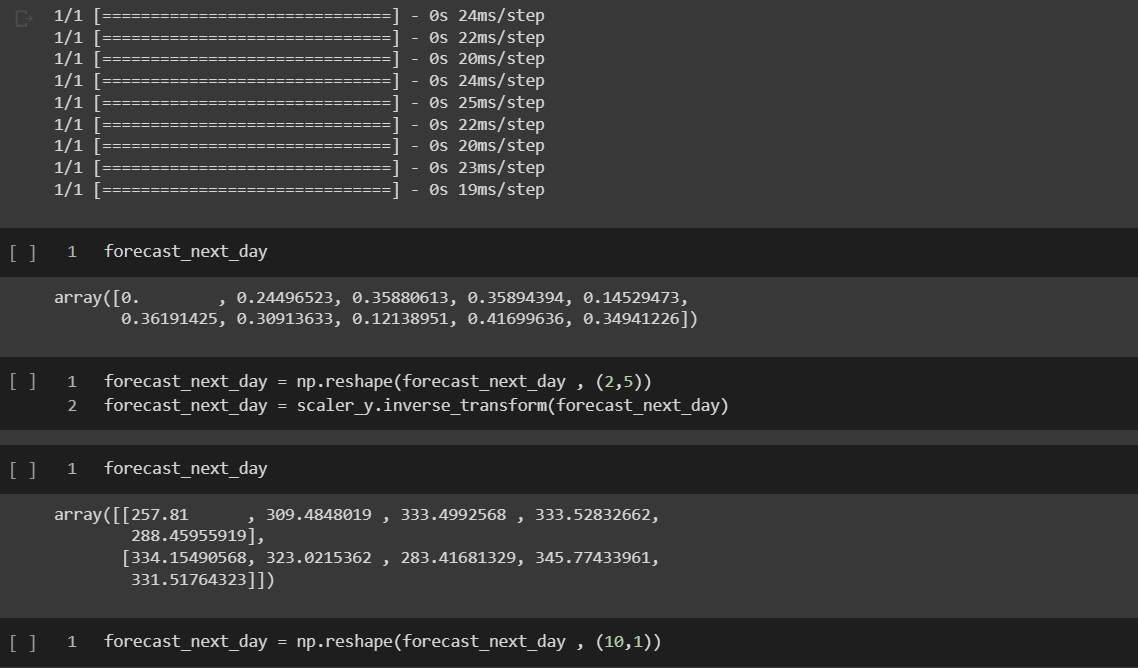 1/1 [==============================] - 0s 24ms/step
1/1 [==============================] - 0s 22ms/step
1/1 [==============================] - 0s 20ms/step
1/1 [==============================] - 0s 24ms/step
1/1 [==============================] - 0s 25ms/step
1/1 [==============================] - 0s 22ms/step
1/1 [==============================] - 0s 20ms/step
1/1 [==============================] - 0s 23ms/step
1/1 [==============================] - 0s 19ms/step
[ ] 1 forecast_next_day
array([0.        , 0.24496523, 0.35880613, 0.35894394, 0.14529473,
       0.36191425, 0.30913633, 0.12138951, 0.41699636, 0.34941226])
[ ] 1 forecast_next_day = np.reshape(forecast_next_day , (2,5))
2 forecast_next_day = scaler_y.inverse_transform(forecast_next_day)
[ ] 1 forecast_next_day
array([[257.81      , 309.4848019 , 333.4992568 , 333.52832662,
        288.45955919],
       [334.15490568, 323.0215362 , 283.41681329, 345.77433961,
        331.51764323]])
[ ] 1 forecast_next_day = np.reshape(forecast_next_day , (10,1))